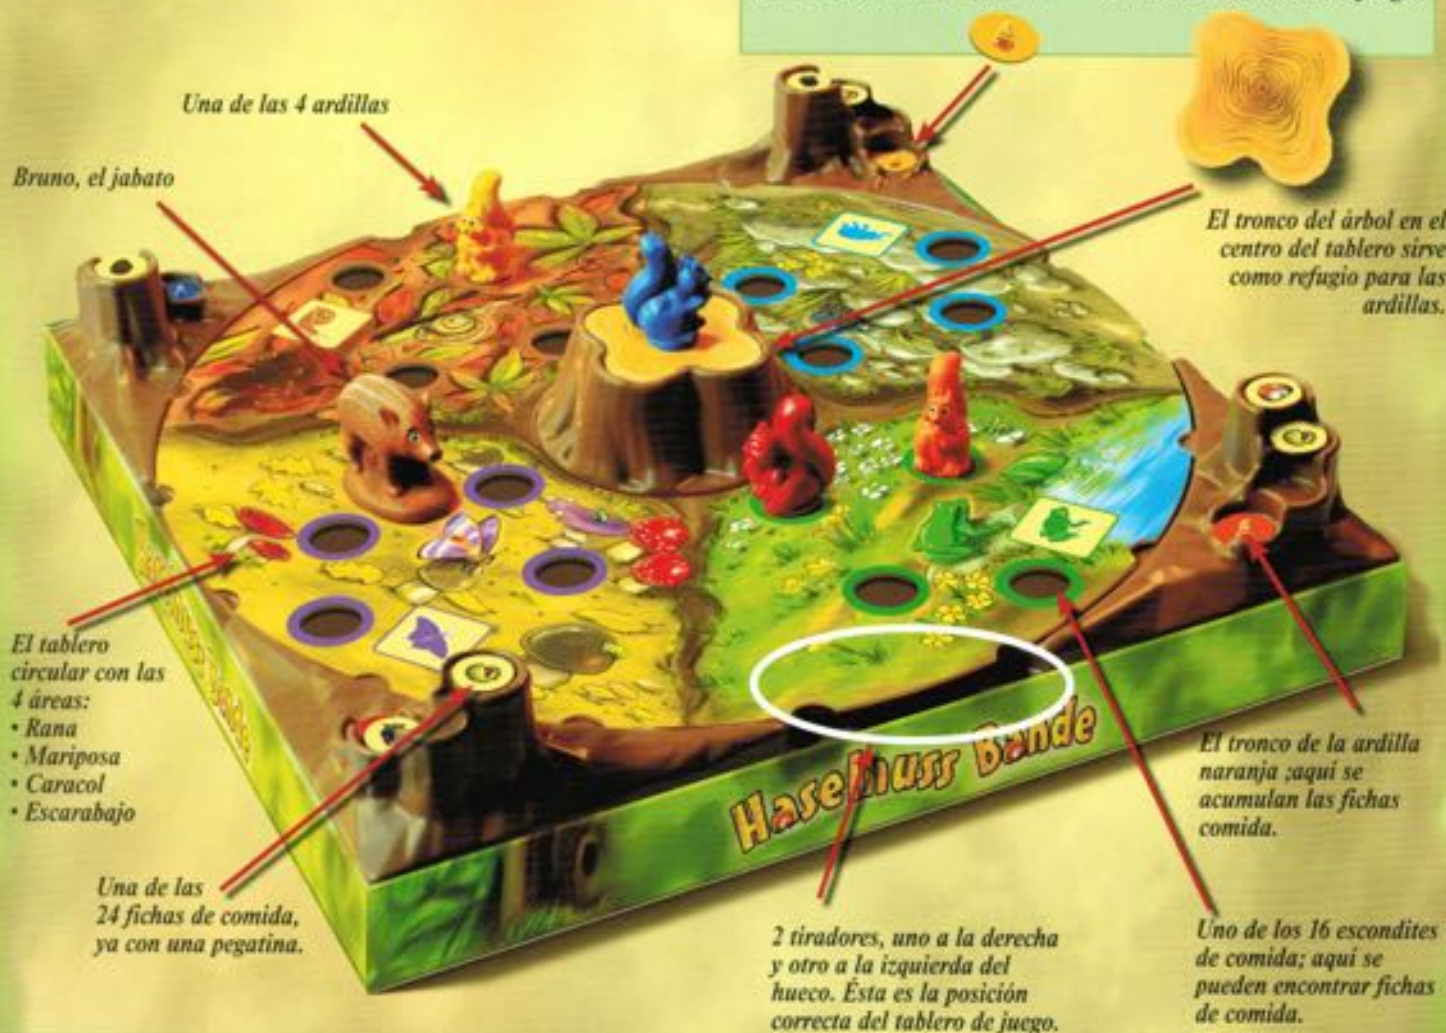 Una de las 4 ardillas
Bruno, el jabato
El tronco del árbol en el
centro del tablero sirve
como refugio para las
ardillas.
El tablero
circular con las
4 áreas:
• Rana
• Mariposa
• Caracol
• Escarabajo
Haselnuss Bande
El tronco de la ardilla
naranja ;aquí se
acumulan las fichas
comida.
Una de las
24 fichas de comida,
ya con una pegatina.
2 tiradores, uno a la derecha
y otro a la izquierda del
hueco. Ésta es la posición
correcta del tablero de juego.
Uno de los 16 escondites
de comida; aquí se
pueden encontrar fichas
de comida.